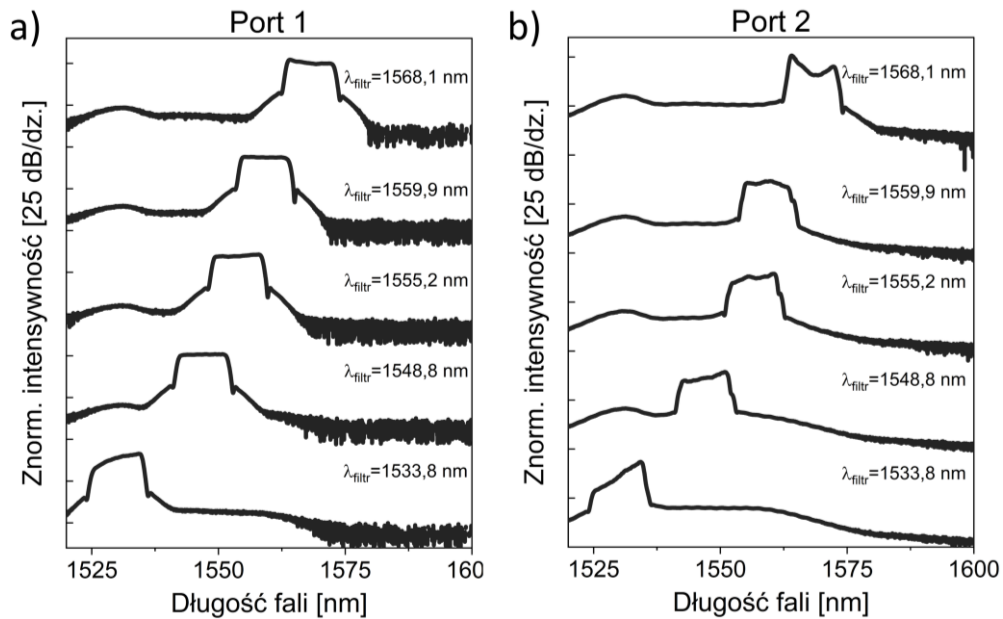 a)
Port 1
Znorm. intensywność [25 dB/dz.]
λfiltr=1568,1 nm
λfiltr=1559,9 nm
λfiltr=1555,2 nm
λfiltr=1548,8 nm
λfiltr=1533,8 nm
1525 1550 1575 160
Długość fali [nm]
b)
Port 2
Znorm. intensywność [25 dB/dz.]
λfiltr=1568,1 nm
λfiltr=1559,9 nm
λfiltr=1555,2 nm
λfiltr=1548,8 nm
λfiltr=1533,8 nm
1525 1550 1575 1600
Długość fali [nm]